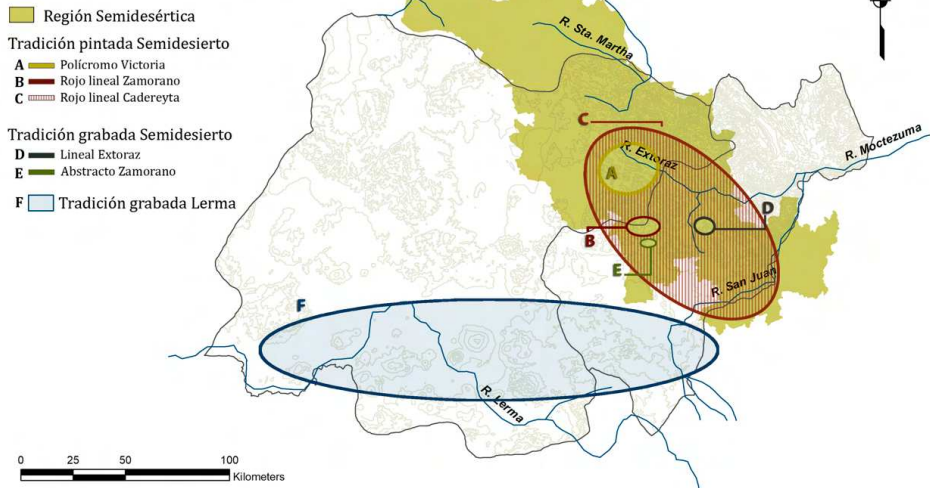 Región Semidesértica
Tradición pintada Semidesierto
A Polícromo Victoria
B Rojo lineal Zamorano
C Rojo lineal Cadereyta
Tradición grabada Semidesierto
D Lineal Extoraz
E Abstracto Zamorano
F Tradición grabada Lerma
R. Sta. Martha
R. Moctezuma
C
R. Extoraz
A
D
B
E
R. San Juan
F
R. Lerma
0 25 50 100
Kilometers